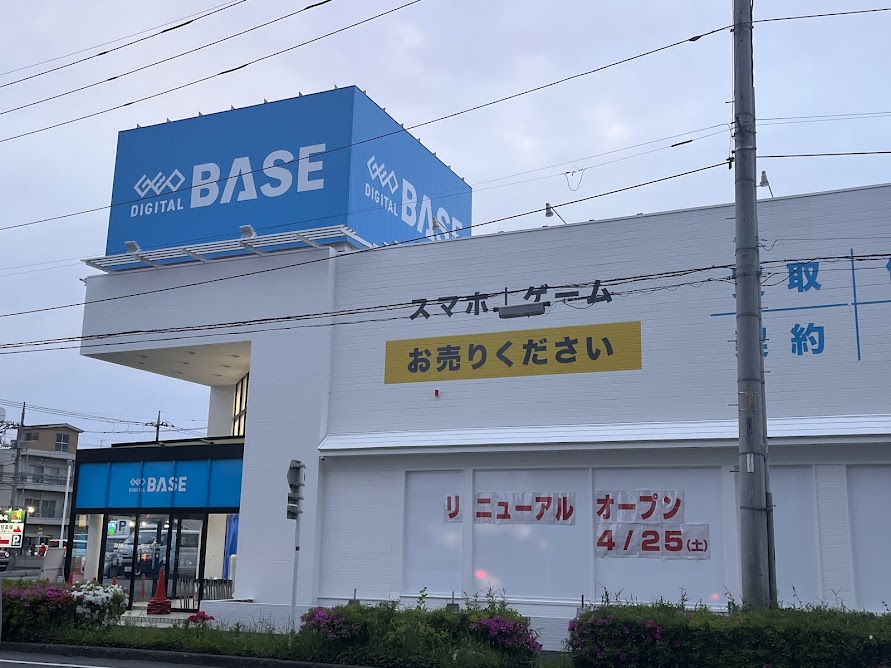 GEO
DIGITAL BASE
GEO
DIGITAL BASE
スマホ ゲーム
お売りください
取
約
GEO
DIGITAL BASE
リニューアル オープン
4/25(土)
P
P